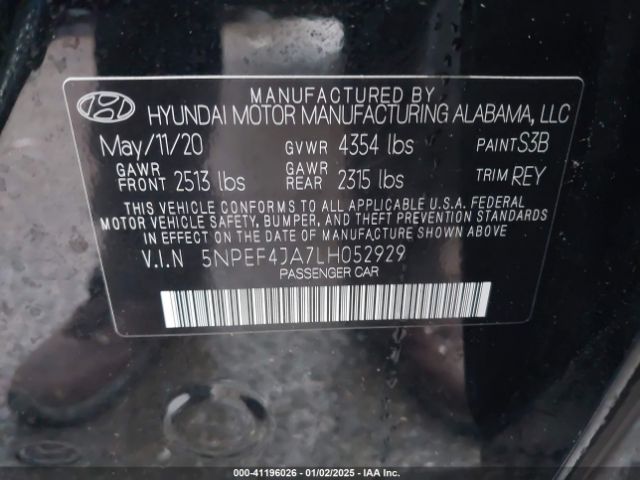 MANUFACTURED BY
HYUNDAI MOTOR MANUFACTURING ALABAMA, LLC
May/11/20 GVWR 4354 lbs PAINT S3B
GAWR FRONT 2513 lbs GAWR REAR 2315 lbs TRIM REY
THIS VEHICLE CONFORMS TO ALL APPLICABLE U.S.A. FEDERAL
MOTOR VEHICLE SAFETY, BUMPER, AND THEFT PREVENTION
STANDARDS IN EFFECT ON THE DATE OF MANUFACTURE SHOWN ABOVE.
V.I.N 5NPEF4JA7LH052929
PASSENGER CAR
000-41196026 - 01/02/2025 - IAA Inc.